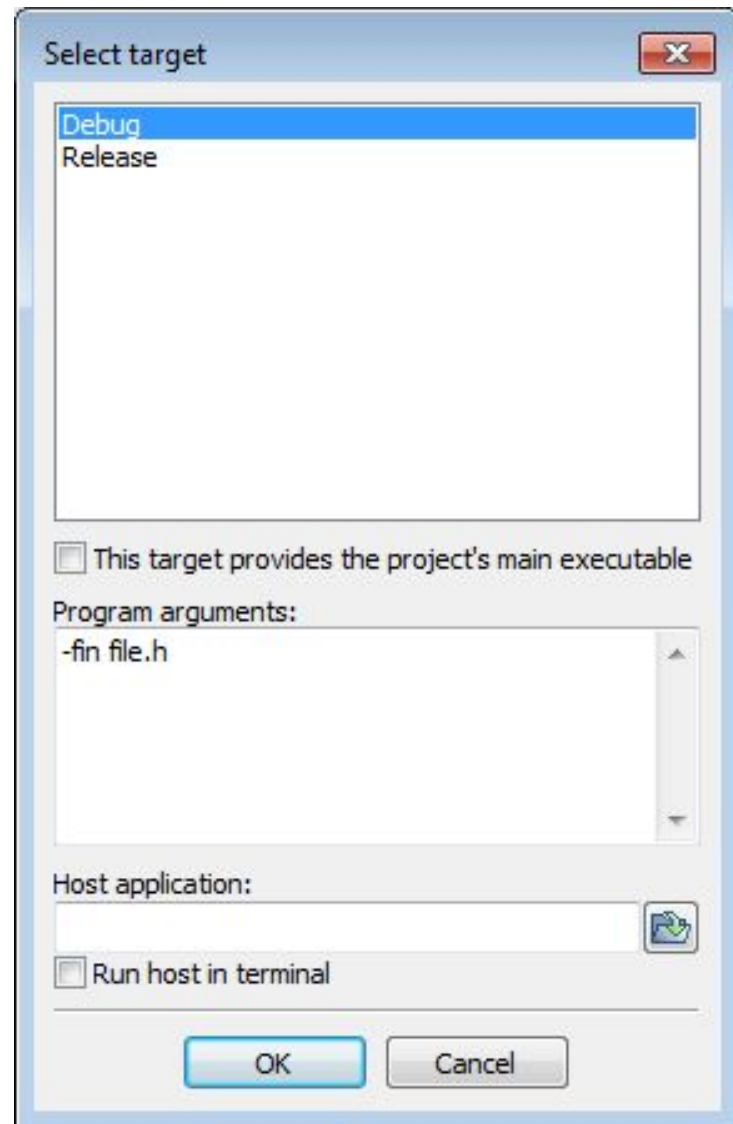 Select target
Debug
Release
This target provides the project's main executable
Program arguments:
-fin file.h
Host application:
Run host in terminal
OK
Cancel